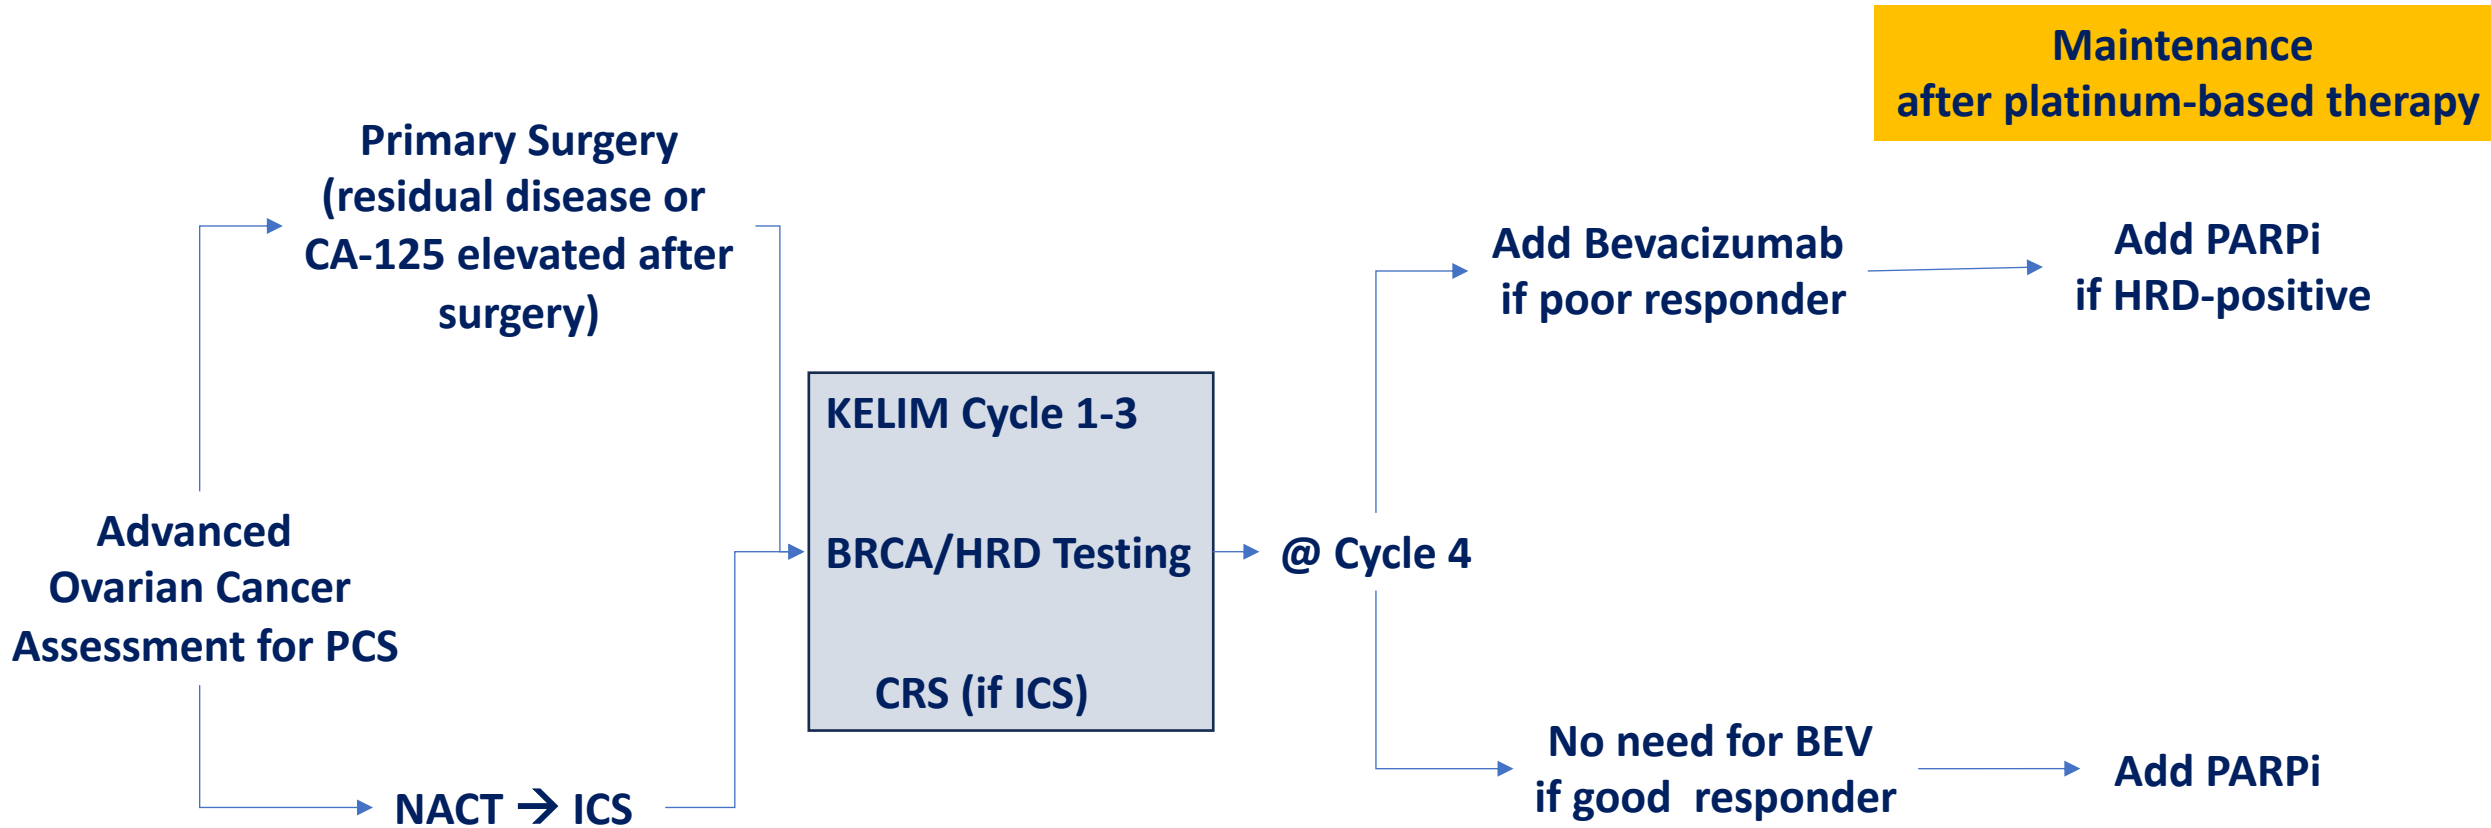 Maintenance
after platinum-based therapy
Primary Surgery
(residual disease or
CA-125 elevated after
surgery)
Advanced
Ovarian Cancer
Assessment for PCS
NACT → ICS
KELIM Cycle 1-3
BRCA/HRD Testing
CRS (if ICS)
@ Cycle 4
Add Bevacizumab
if poor responder
Add PARPi
if HRD-positive
No need for BEV
if good  responder
Add PARPi